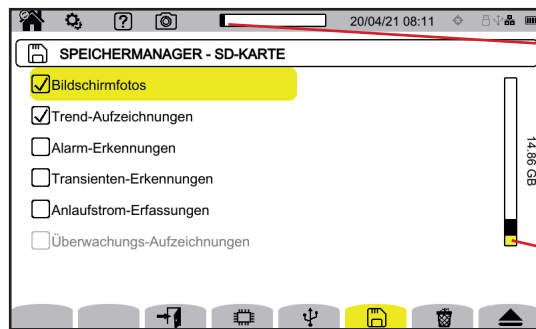 20/04/21 08:11
SPEICHERMANAGER - SD-KARTE
Bildschirmfotos
Trend-Aufzeichnungen
Alarm-Erkennungen
Transienten-Erkennungen
Anlaufstrom-Erfassungen
Überwachungs-Aufzeichnungen
14.86 GB